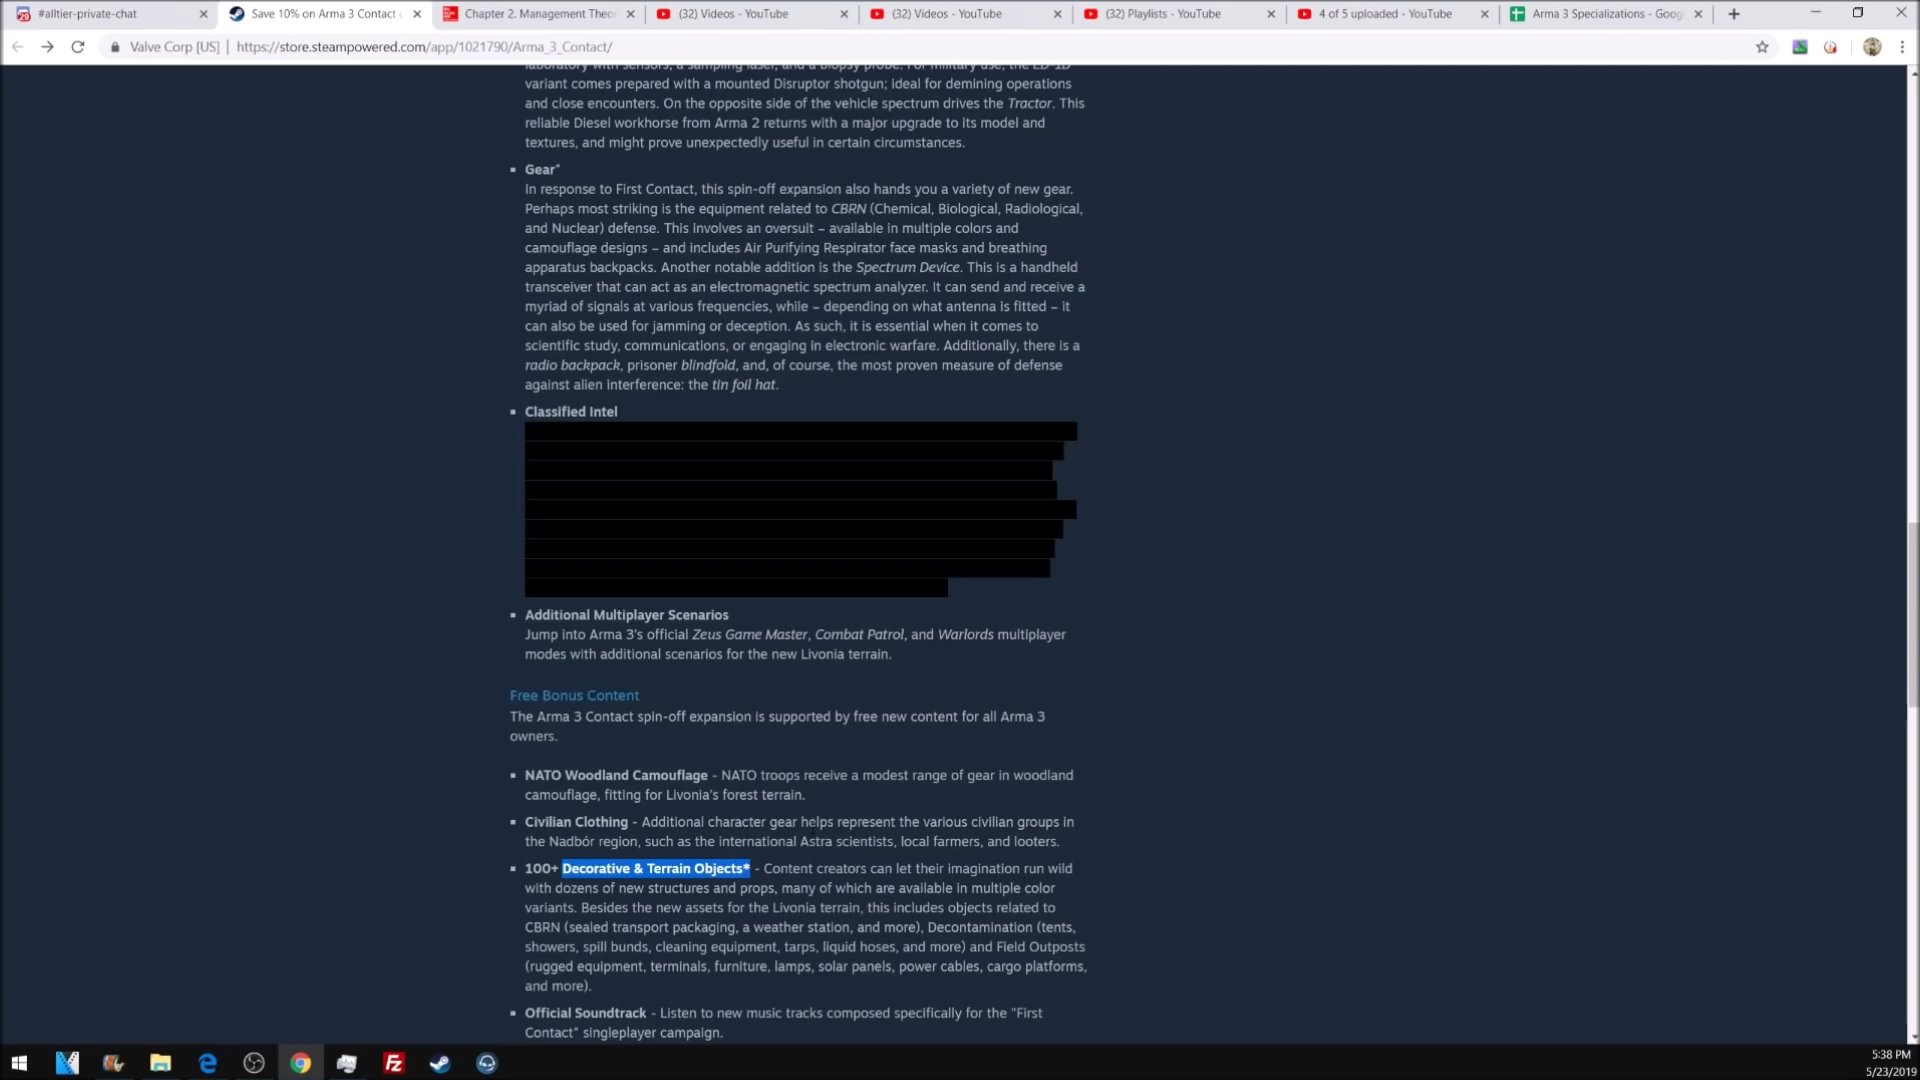 #alltier-private-chat
Save 10% on Arma 3 Contact
Chapter 2. Management Theor
(32) Videos - YouTube
(32) Videos - YouTube
(32) Playlists - YouTube
4 of 5 uploaded - YouTube
Arma 3 Specializations - Goog
Valve Corp [US] | https://store.steampowered.com/app/1021790/Arma_3_Contact/
laboratory with sensors, a sampling laser, and a biopsy probe. For military use, the ED-1D
variant comes prepared with a mounted Disruptor shotgun; ideal for demining operations
and close encounters. On the opposite side of the vehicle spectrum drives the Tractor. This
reliable Diesel workhorse from Arma 2 returns with a major upgrade to its model and
textures, and might prove unexpectedly useful in certain circumstances.
▪ Gear*
In response to First Contact, this spin-off expansion also hands you a variety of new gear.
Perhaps most striking is the equipment related to CBRN (Chemical, Biological, Radiological,
and Nuclear) defense. This involves an oversuit – available in multiple colors and
camouflage designs – and includes Air Purifying Respirator face masks and breathing
apparatus backpacks. Another notable addition is the Spectrum Device. This is a handheld
transceiver that can act as an electromagnetic spectrum analyzer. It can send and receive a
myriad of signals at various frequencies, while – depending on what antenna is fitted – it
can also be used for jamming or deception. As such, it is essential when it comes to
scientific study, communications, or engaging in electronic warfare. Additionally, there is a
radio backpack, prisoner blindfold, and, of course, the most proven measure of defense
against alien interference: the tin foil hat.
▪ Classified Intel
▪ Additional Multiplayer Scenarios
Jump into Arma 3's official Zeus Game Master, Combat Patrol, and Warlords multiplayer
modes with additional scenarios for the new Livonia terrain.
Free Bonus Content
The Arma 3 Contact spin-off expansion is supported by free new content for all Arma 3
owners.
▪ NATO Woodland Camouflage - NATO troops receive a modest range of gear in woodland
camouflage, fitting for Livonia's forest terrain.
▪ Civilian Clothing - Additional character gear helps represent the various civilian groups in
the Nadbór region, such as the international Astra scientists, local farmers, and looters.
▪ 100+ Decorative & Terrain Objects* - Content creators can let their imagination run wild
with dozens of new structures and props, many of which are available in multiple color
variants. Besides the new assets for the Livonia terrain, this includes objects related to
CBRN (sealed transport packaging, a weather station, and more), Decontamination (tents,
showers, spill bunds, cleaning equipment, tarps, liquid hoses, and more) and Field Outposts
(rugged equipment, terminals, furniture, lamps, solar panels, power cables, cargo platforms,
and more).
▪ Official Soundtrack - Listen to new music tracks composed specifically for the "First
Contact" singleplayer campaign.
5:38 PM
5/23/2019